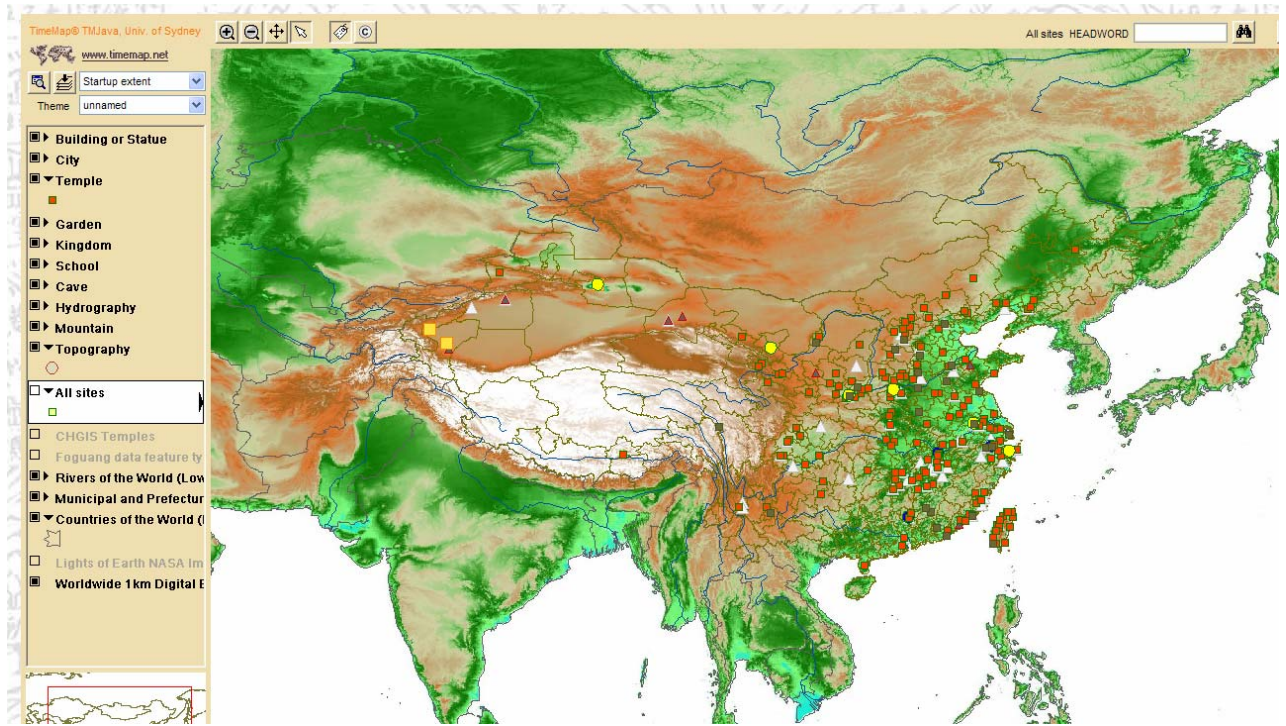 TimeMap® TMJava, Univ. of Sydney
www.timemap.net
All sites HEADWORD
Startup extent
Theme unnamed
Building or Statue
City
Temple
Garden
Kingdom
School
Cave
Hydrography
Mountain
Topography
All sites
CHGIS Temples
Foguang data feature ty
Rivers of the World (Low
Municipal and Prefectur
Countries of the World (
Lights of Earth NASA Im
Worldwide 1km Digital E